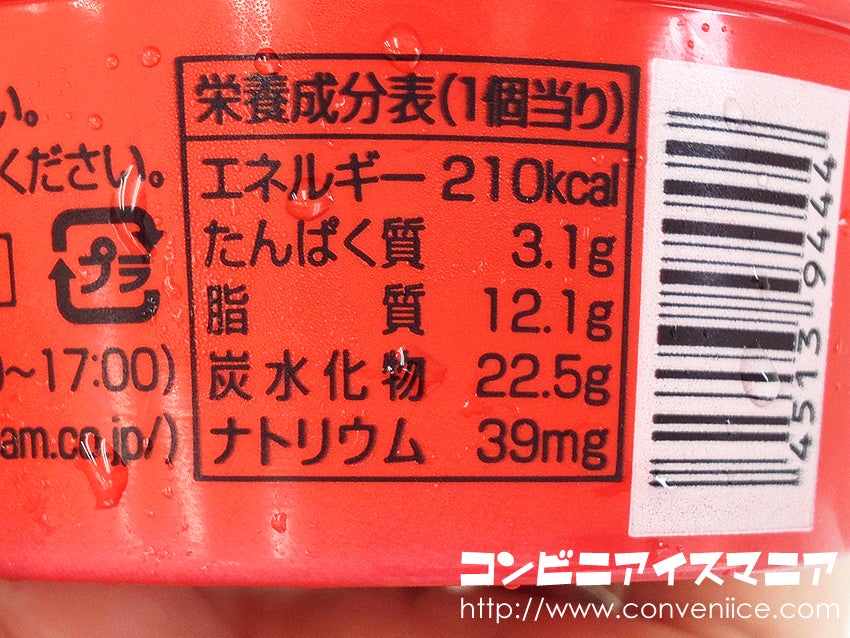 い。
ください。
プラ
~17:00)
am.co.jp/)
栄養成分表(1個当り)
エネルギー 210kcal
たんぱく質 3.1g
脂質 12.1g
炭水化物 22.5g
ナトリウム 39mg
4513 9444
コンビニアイスマニア
http://www.conveniice.com